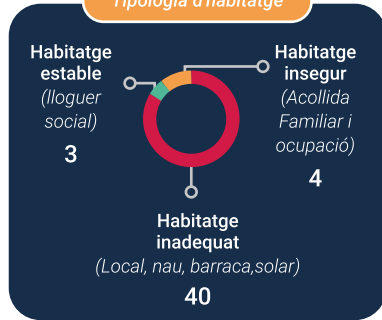 Tipologia d'habitatge
Habitatge
estable
(lloguer
social)
3
Habitatge
insegur
(Acollida
Familiar i
ocupació)
4
Habitatge
inadequat
(Local, nau, barraca,solar)
40